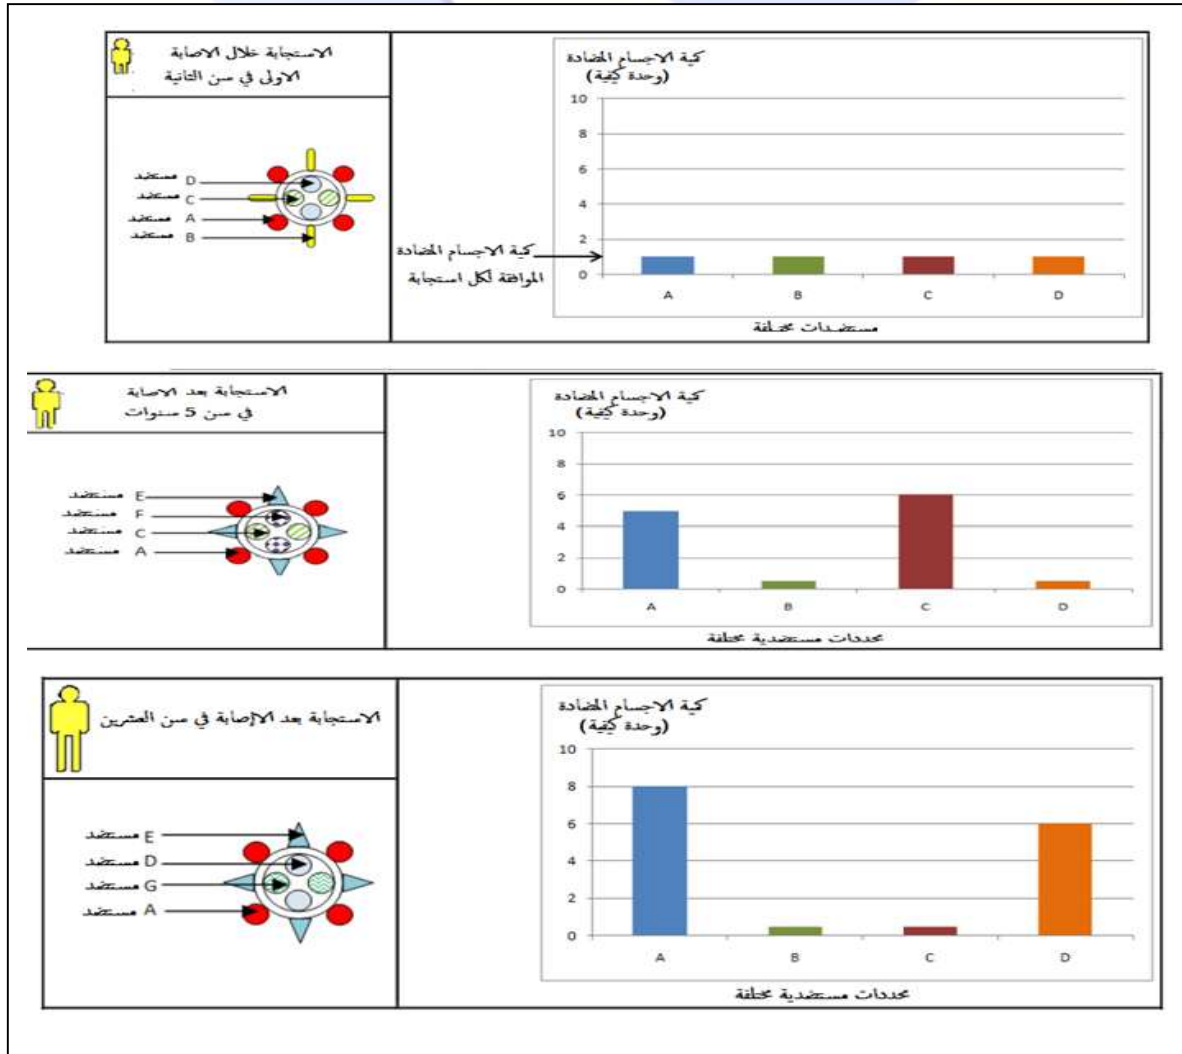 الاستجابة خلال الاصابة
الاولى في سن الثانية
مستضد D
مستضد C
مستضد A
مستضد B
كمية الاجسام المضادة
(وحدة كيفية)
10
8
6
4
2
0
كمية الاجسام المضادة
الموافقة لكل استجابة
A B C D
مستضدات مختلفة
الاستجابة بعد الاصابة
في سن 5 سنوات
مستضد E
مستضد F
مستضد C
مستضد A
كمية الاجسام المضادة
(وحدة كيفية)
10
8
6
4
2
0
A B C D
محددات مستضدية مختلفة
الاستجابة بعد الإصابة في سن العشرين
مستضد E
مستضد D
مستضد G
مستضد A
كمية الاجسام المضادة
(وحدة كيفية)
10
8
6
4
2
0
A B C D
محددات مستضدية مختلفة